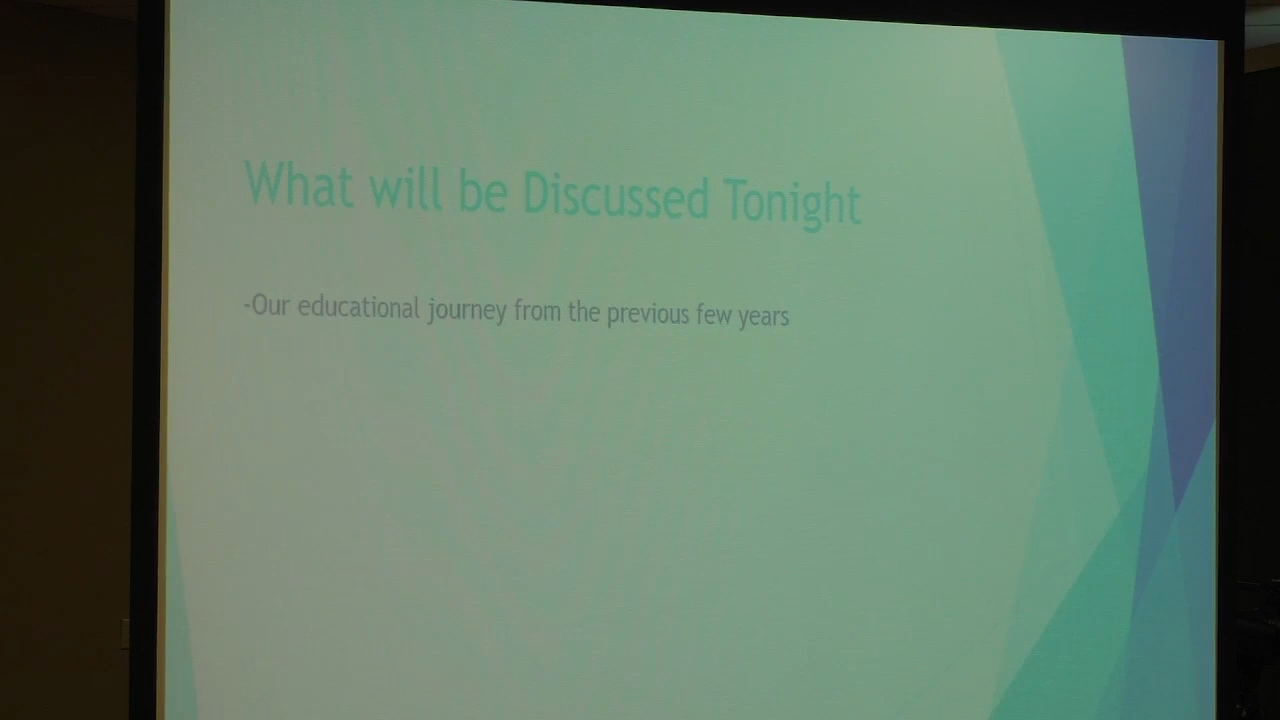 What will be Discussed Tonight
-Our educational journey from the previous few years